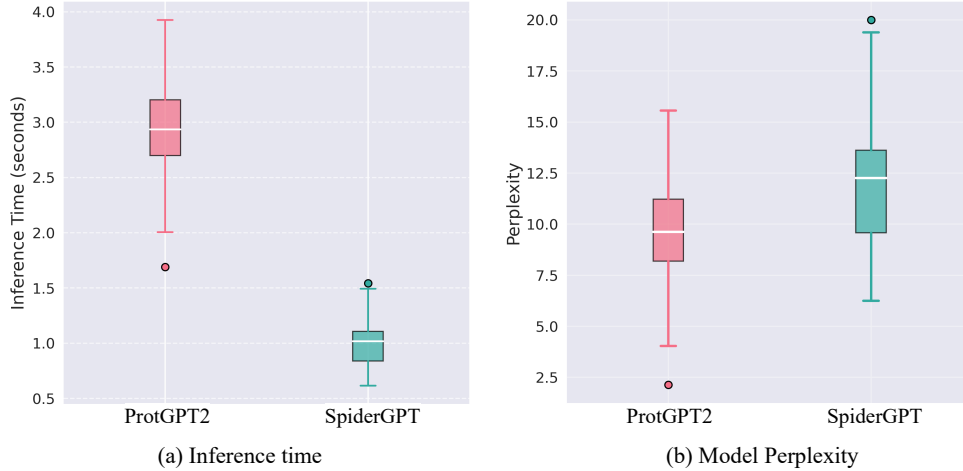 Inference Time (seconds)
4.0
3.5
3.0
2.5
2.0
1.5
1.0
0.5
ProtGPT2
SpiderGPT
(a) Inference time
Perplexity
20.0
17.5
15.0
12.5
10.0
7.5
5.0
2.5
ProtGPT2
SpiderGPT
(b) Model Perplexity